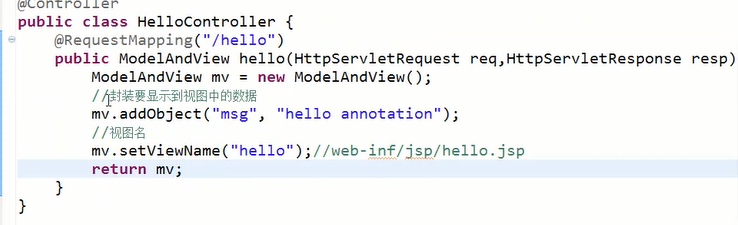 @Controller
public class HelloController {
@RequestMapping("/hello")
public ModelAndView hello(HttpServletRequest req,HttpServletResponse resp)
ModelAndView mv = new ModelAndView();
//封装要显示到视图中的数据
mv.addObject("msg", "hello annotation");
//视图名
mv.setViewName("hello");//web-inf/jsp/hello.jsp
return mv;
}
}